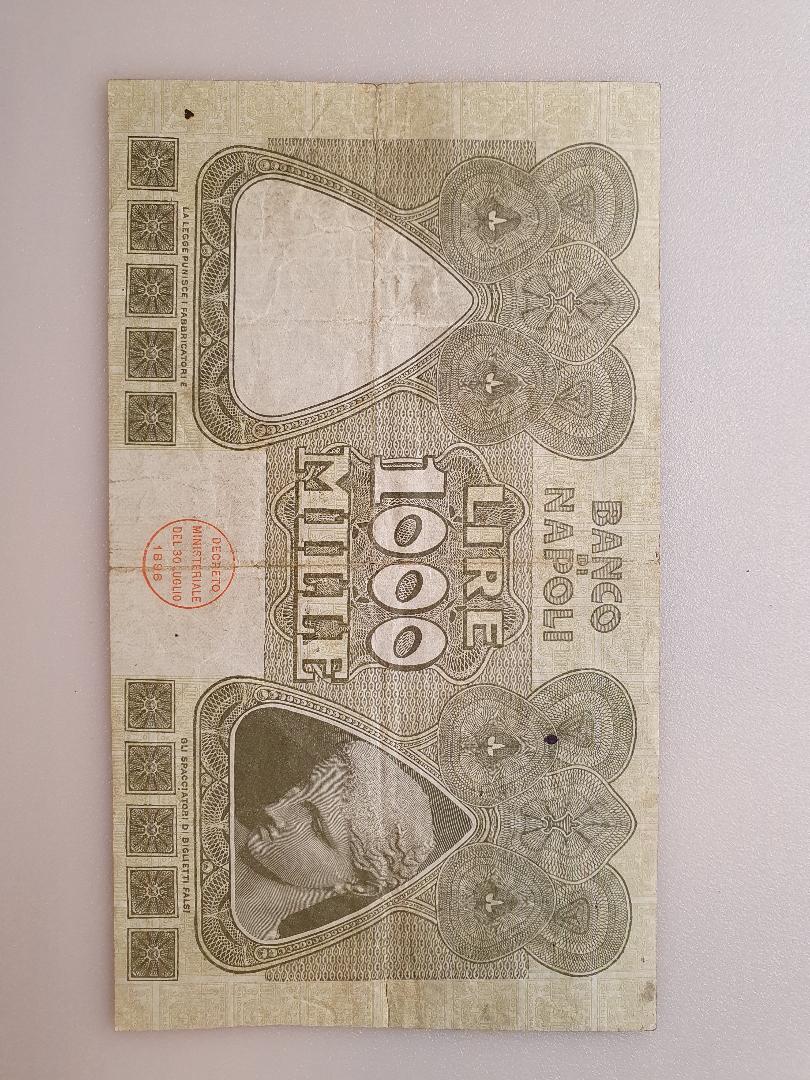 BANCO
DI
NAPOLI
LIRE
1000
MILLE
LA LEGGE PUNISCE I FABBRICATORI E
GLI SPACCIATORI DI BIGLIETTI FALSI
DECRETO
MINISTERIALE
DEL 30 LUGLIO
1896